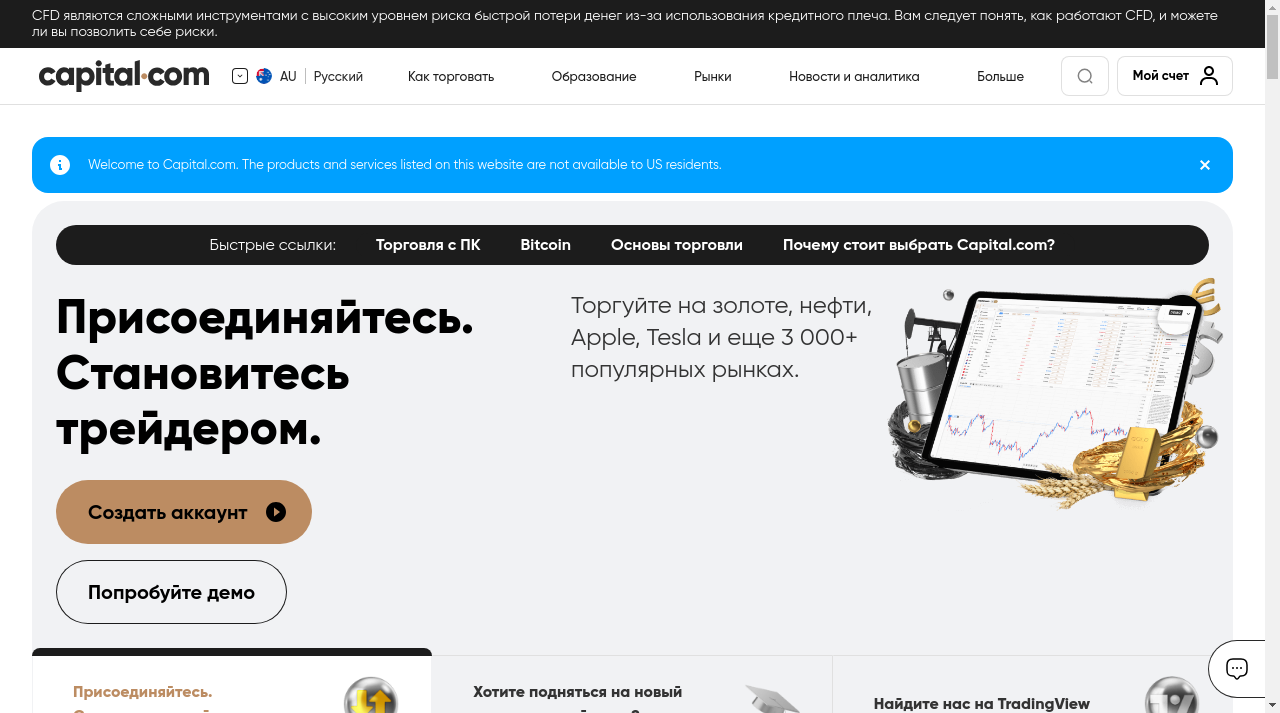 CFD являются сложными инструментами с высоким уровнем риска быстрой потери денег из-за использования кредитного плеча. Вам следует понять, как работают CFD, и можете
ли вы позволить себе риски.
capital.com
AU
Русский
Как торговать
Образование
Рынки
Новости и аналитика
Больше
Мой счет
Welcome to Capital.com. The products and services listed on this website are not available to US residents.
Быстрые ссылки:
Торговля с ПК
Bitcoin
Основы торговли
Почему стоит выбрать Capital.com?
Присоединяйтесь.
Становитесь
трейдером.
Торгуйте на золоте, нефти,
Apple, Tesla и еще 3 000+
популярных рынках.
Создать аккаунт
Попробуйте демо
Присоединяйтесь.
Хотите подняться на новый
Найдите нас на TradingView